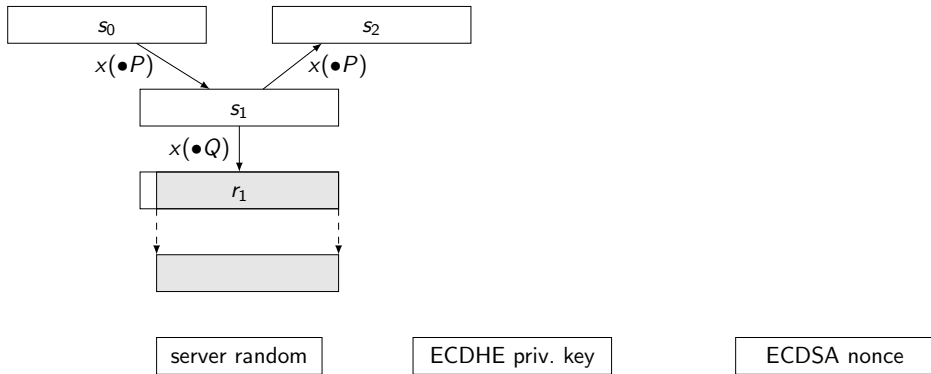 s₀ s₂
x(•P) x(•P)
s₁
x(•Q)
r₁
server random ECDHE priv. key ECDSA nonce